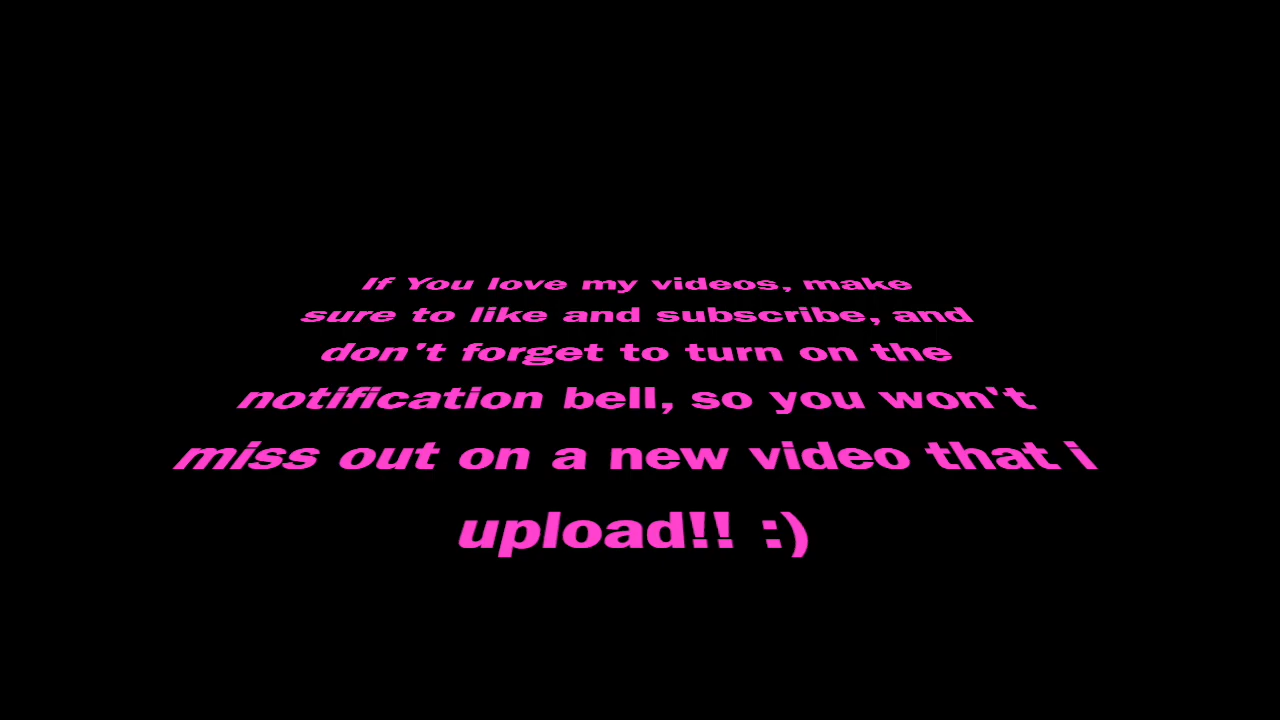 If You love my videos, make
sure to like and subscribe, and
don't forget to turn on the
notification bell, so you won't
miss out on a new video that i
upload!! :)